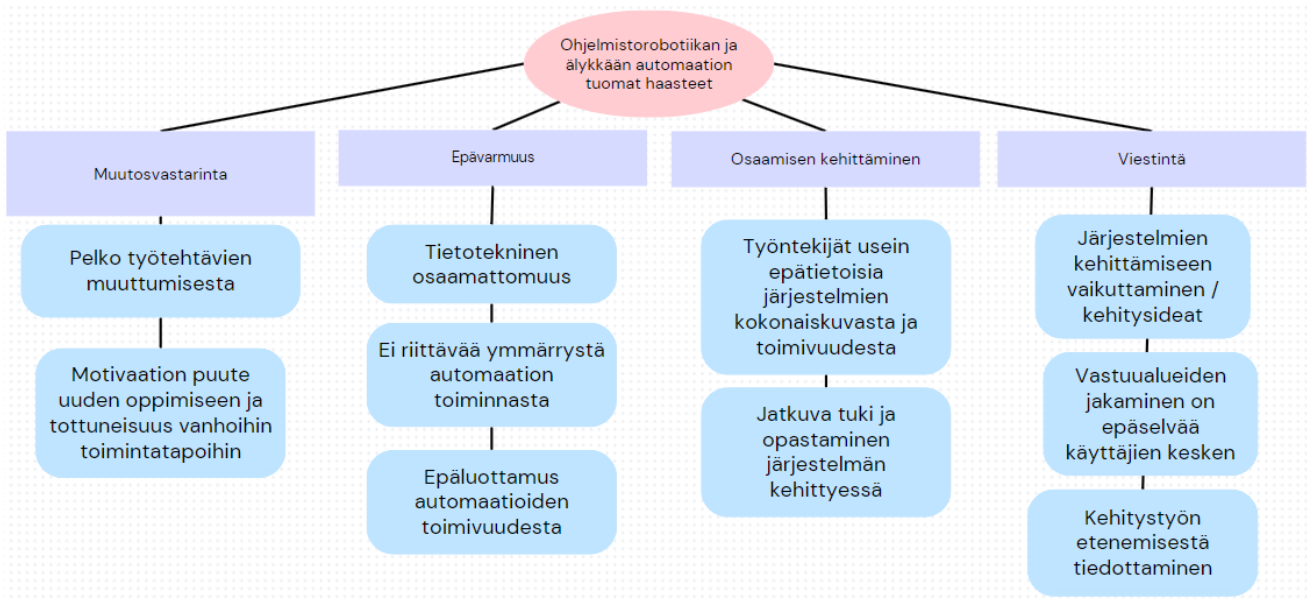 Ohjelmistorobotiikan ja
älykkään automaation
tuomat haasteet
Muutosvastarinta
Pelko työtehtävien
muuttumisesta
Motivaation puute
uuden oppimiseen ja
tottuneisuus vanhoihin
toimintatapoihin
Epävarmuus
Tietotekninen
osaamattomuus
Ei riittävää ymmärrystä
automaation
toiminnasta
Epäluottamus
automaatioiden
toimivuudesta
Osaamisen kehittäminen
Työntekijät usein
epätietoisia
järjestelmien
kokonaiskuvasta ja
toimivuudesta
Jatkuva tuki ja
opastaminen
järjestelmän
kehittyessä
Viestintä
Järjestelmien
kehittämiseen
vaikuttaminen /
kehitysideat
Vastuualueiden
jakaminen on
epäselvää
käyttäjien kesken
Kehitystyön
etenemisestä
tiedottaminen